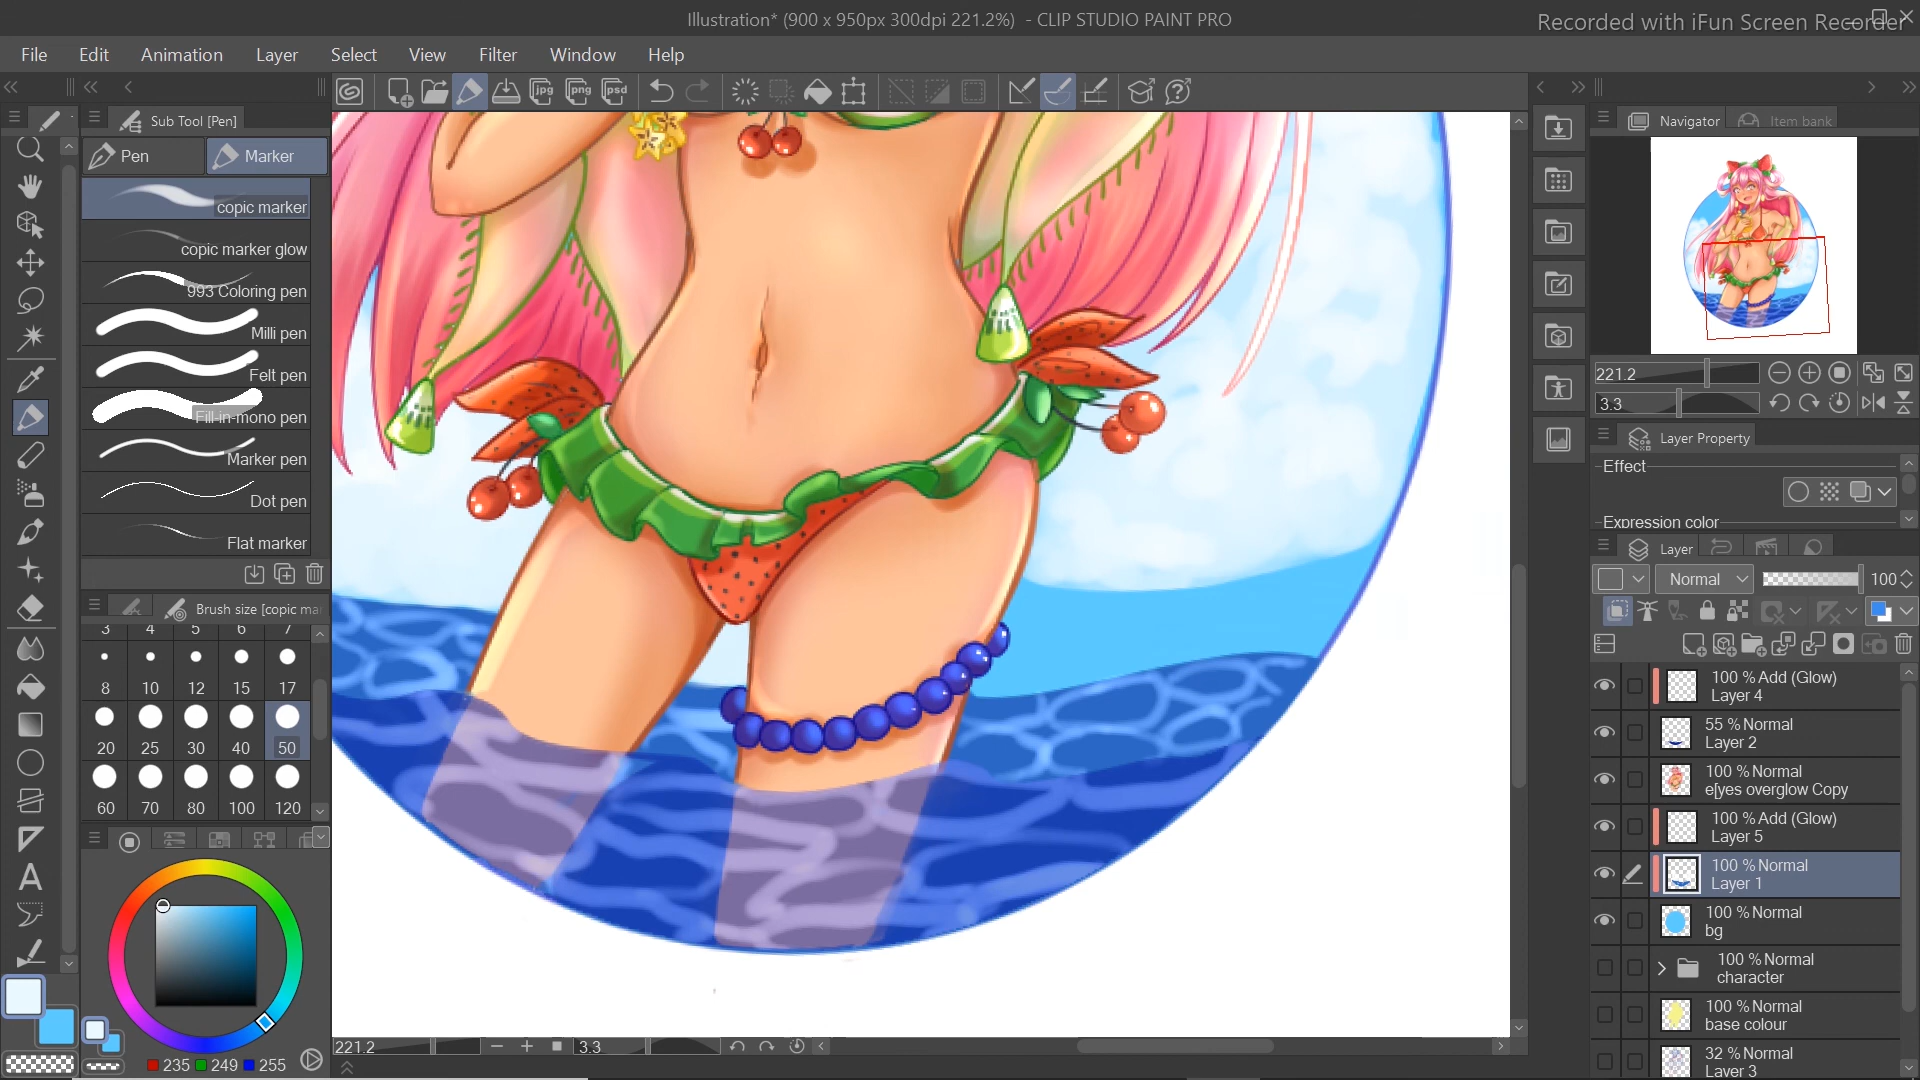 Illustration* (900 x 950px 300dpi 221.2%) - CLIP STUDIO PAINT PRO
Recorded with iFun Screen Recorder
File Edit Animation Layer Select View Filter Window Help
jpg png psd
Sub Tool [Pen]
Pen Marker
copic marker
copic marker glow
993 Coloring pen
Milli pen
Felt pen
Fill-in-mono pen
Marker pen
Dot pen
Flat marker
Brush size [copic ma
3 4 5 6 7
8 10 12 15 17
20 25 30 40 50
60 70 80 100 120
235 249 255
221.2 3.3
Navigator Item bank
221.2
3.3
Layer Property
Effect
Expression color
Layer
Normal 100
100 % Add (Glow)
Layer 4
55 % Normal
Layer 2
100 % Normal
e[yes overglow Copy
100 % Add (Glow)
Layer 5
100 % Normal
Layer 1
100 % Normal
bg
100 % Normal
character
100 % Normal
base colour
32 % Normal
Layer 3